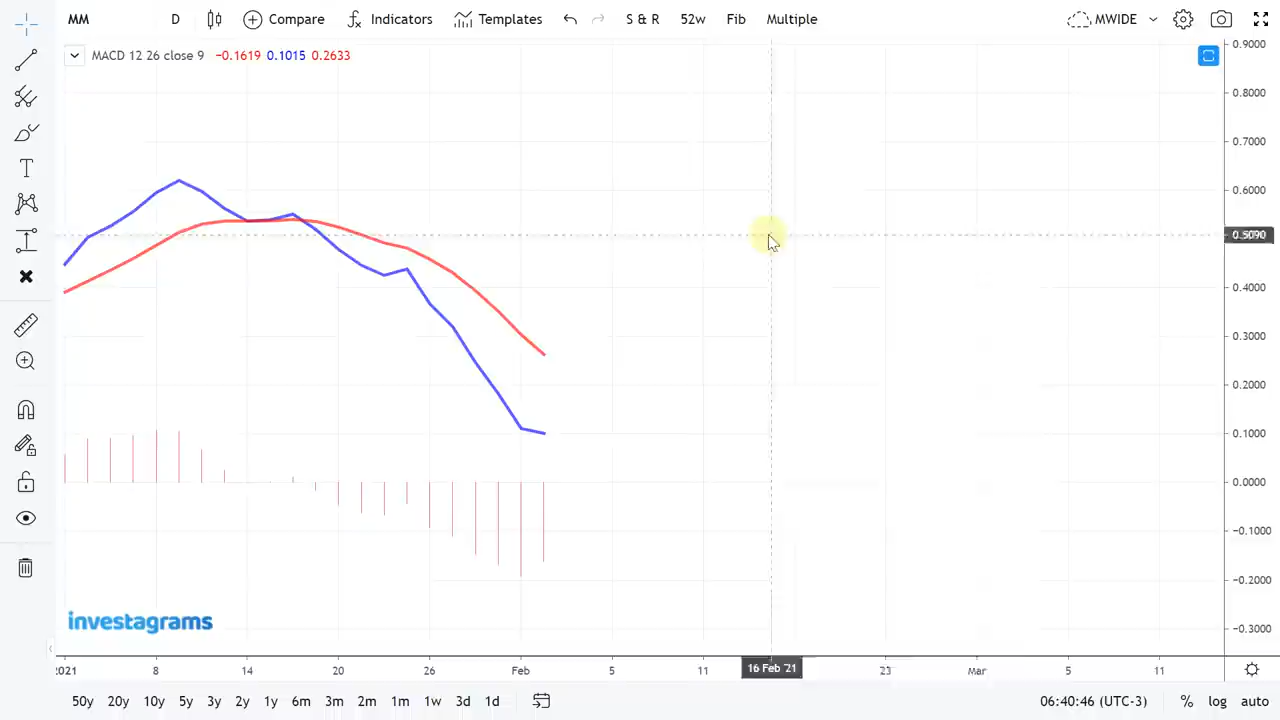 MM D Compare Indicators Templates S & R 52w Fib Multiple MWIDE
MACD 12 26 close 9 −0.1619 0.1015 0.2633
0.9000
0.8000
0.7000
0.6000
0.5090
0.4000
0.3000
0.2000
0.1000
0.0000
−0.1000
−0.2000
−0.3000
investagrams
2021 8 14 20 26 Feb 5 11 16 Feb '21 23 Mar 5 11
50y 20y 10y 5y 3y 2y 1y 6m 3m 2m 1m 1w 3d 1d 06:40:46 (UTC-3) % log auto